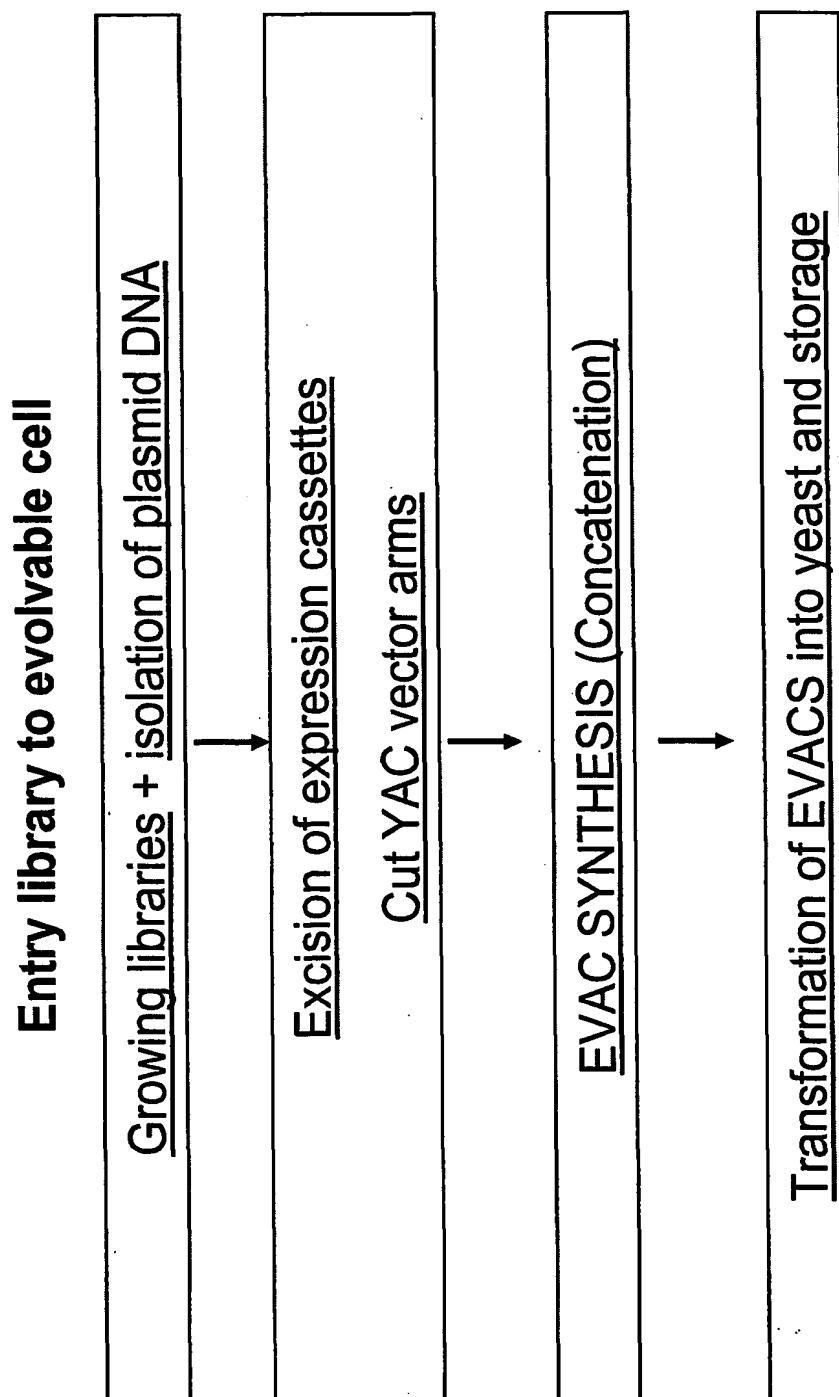 Entry library to evolvable cell
Growing libraries + isolation of plasmid DNA
Excision of expression cassettes
Cut YAC vector arms
EVAC SYNTHESIS (Concatenation)
Transformation of EVACS into yeast and storage